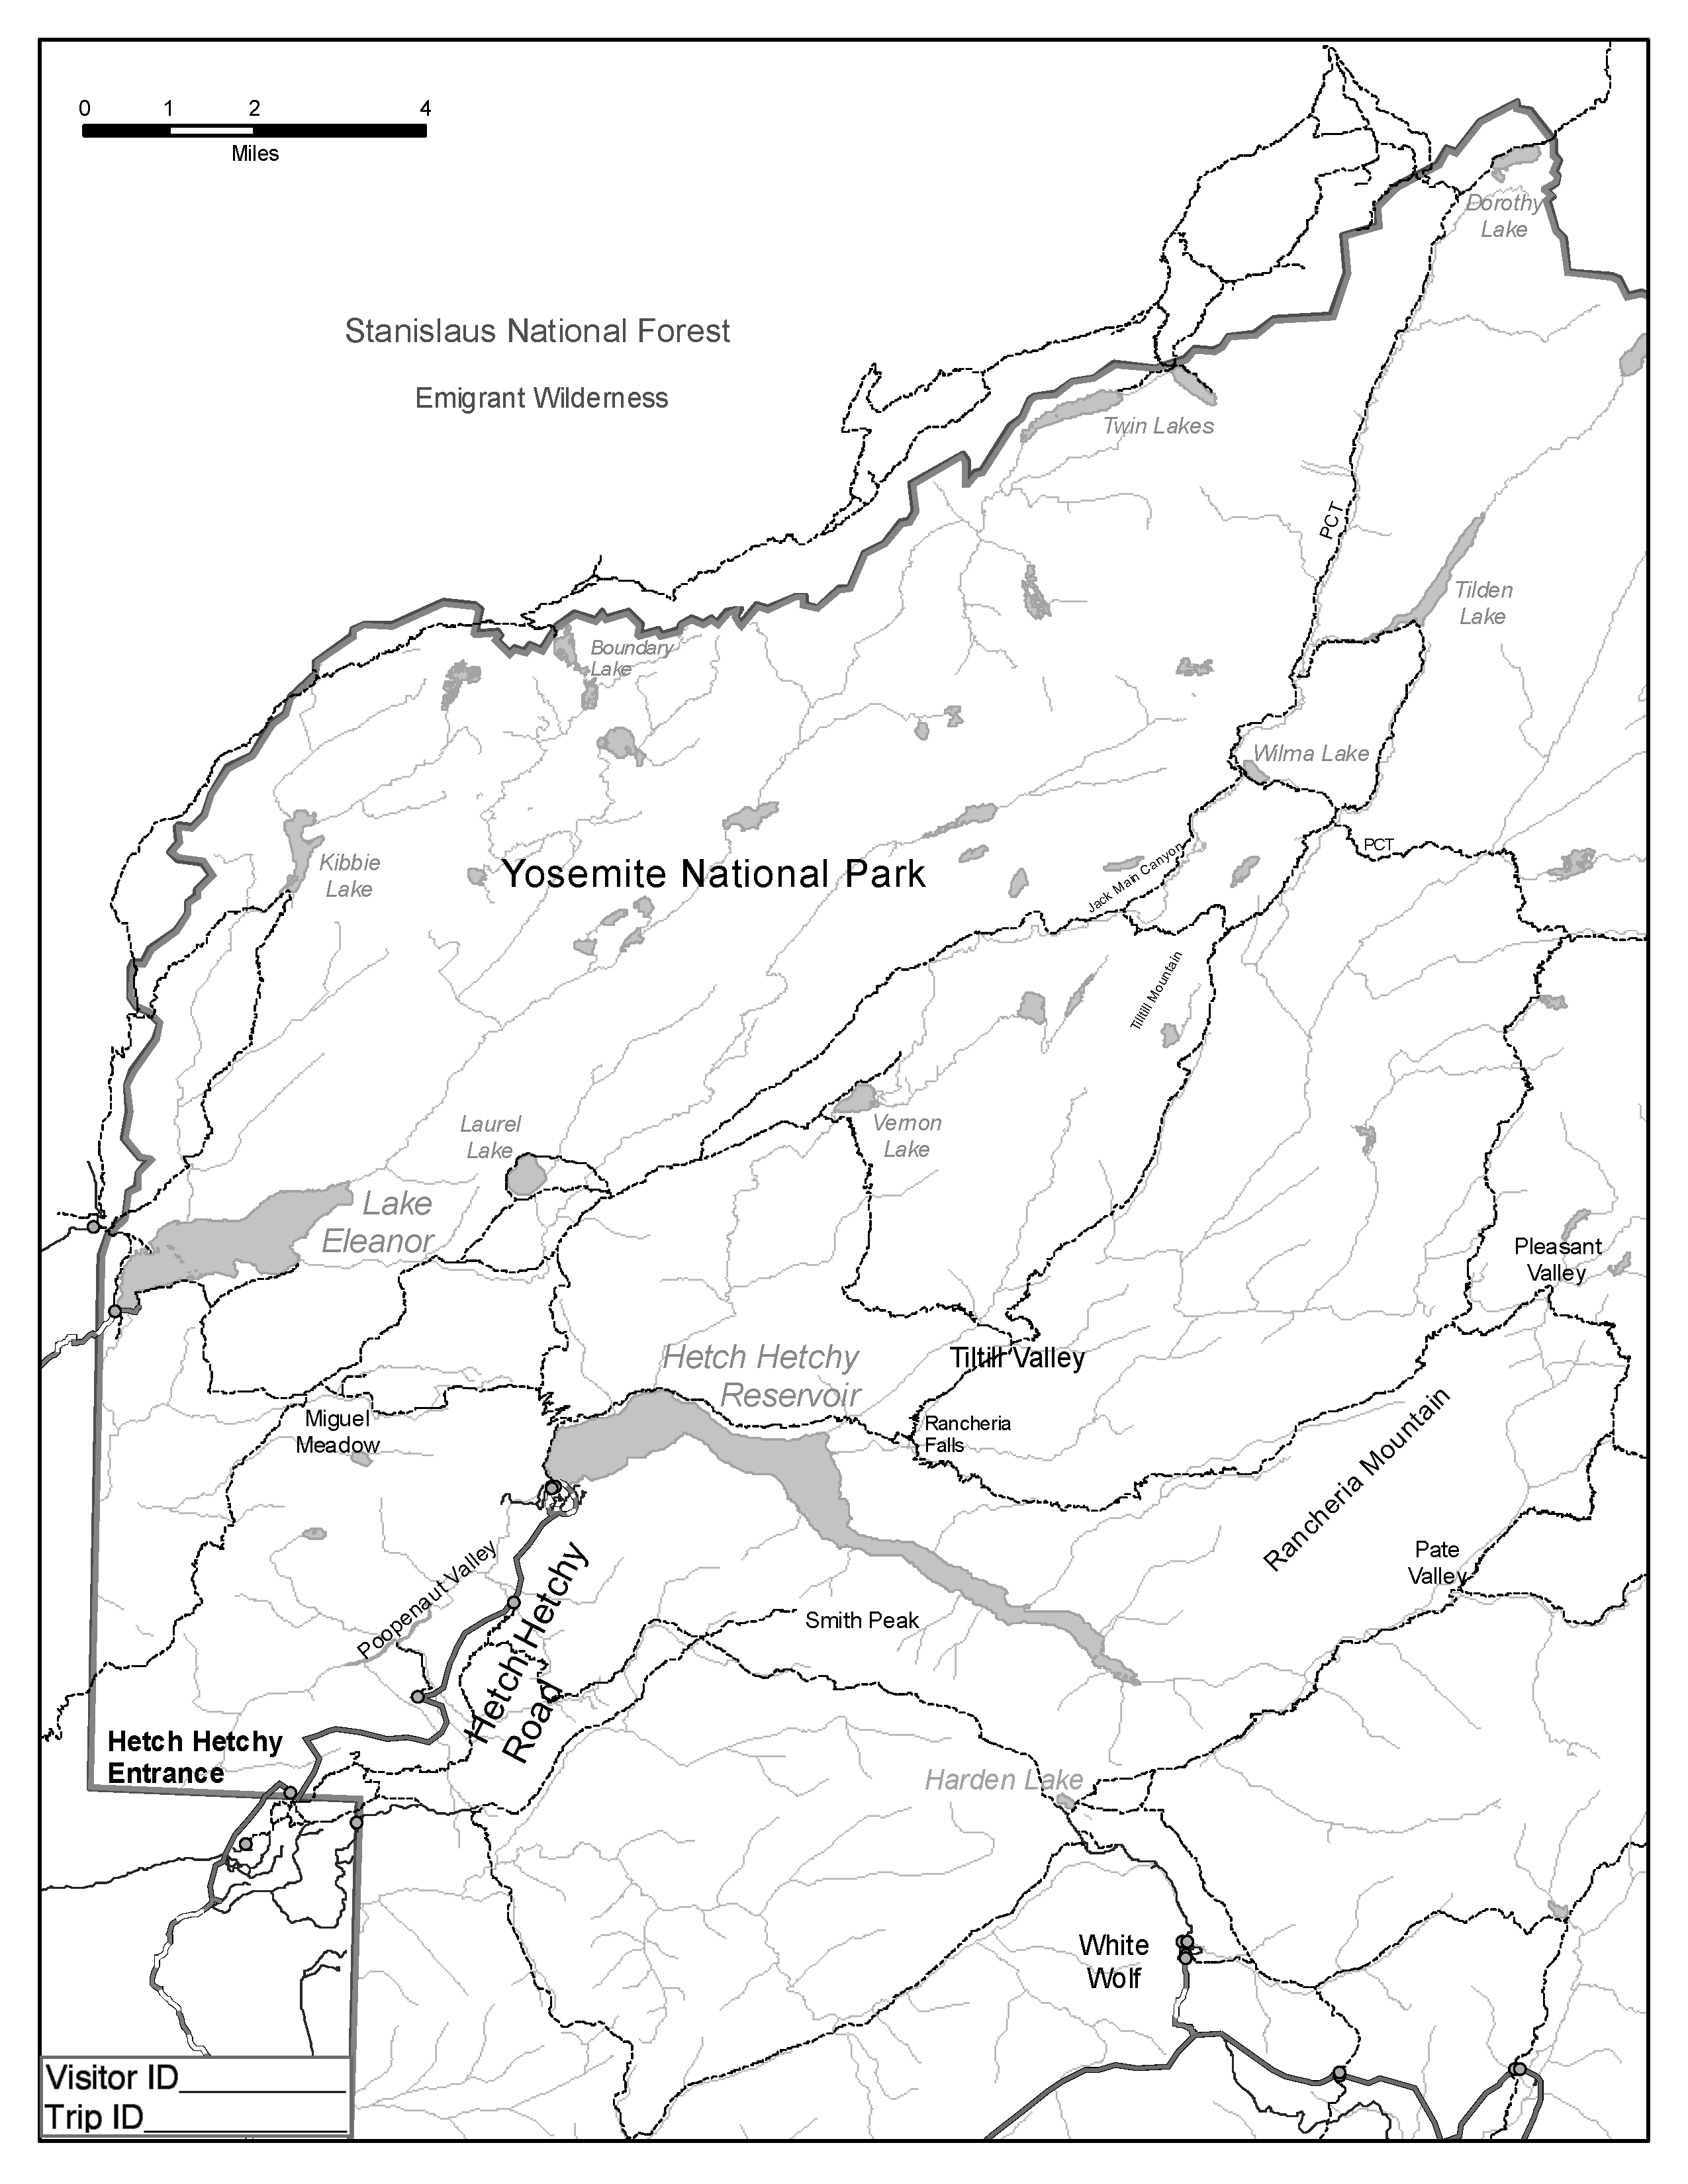 0 1 2 4
Miles
Dorothy
Lake
Stanislaus National Forest
Emigrant Wilderness
Twin Lakes
PCT
Tilden
Lake
Boundary
Lake
Wilma Lake
PCT
Kibbie
Lake
Yosemite National Park
Jack Main Canyon
Tilltill Mountain
Laurel
Lake
Vernon
Lake
Lake
Eleanor
Pleasant
Valley
Hetch Hetchy
Reservoir
Tiltill Valley
Miguel
Meadow
Rancheria
Falls
Rancheria Mountain
Pate
Valley
Poopenaut Valley
Hetch Hetchy
Road
Smith Peak
Hetch Hetchy
Entrance
Harden Lake
White
Wolf
Visitor ID__________
Trip ID____________